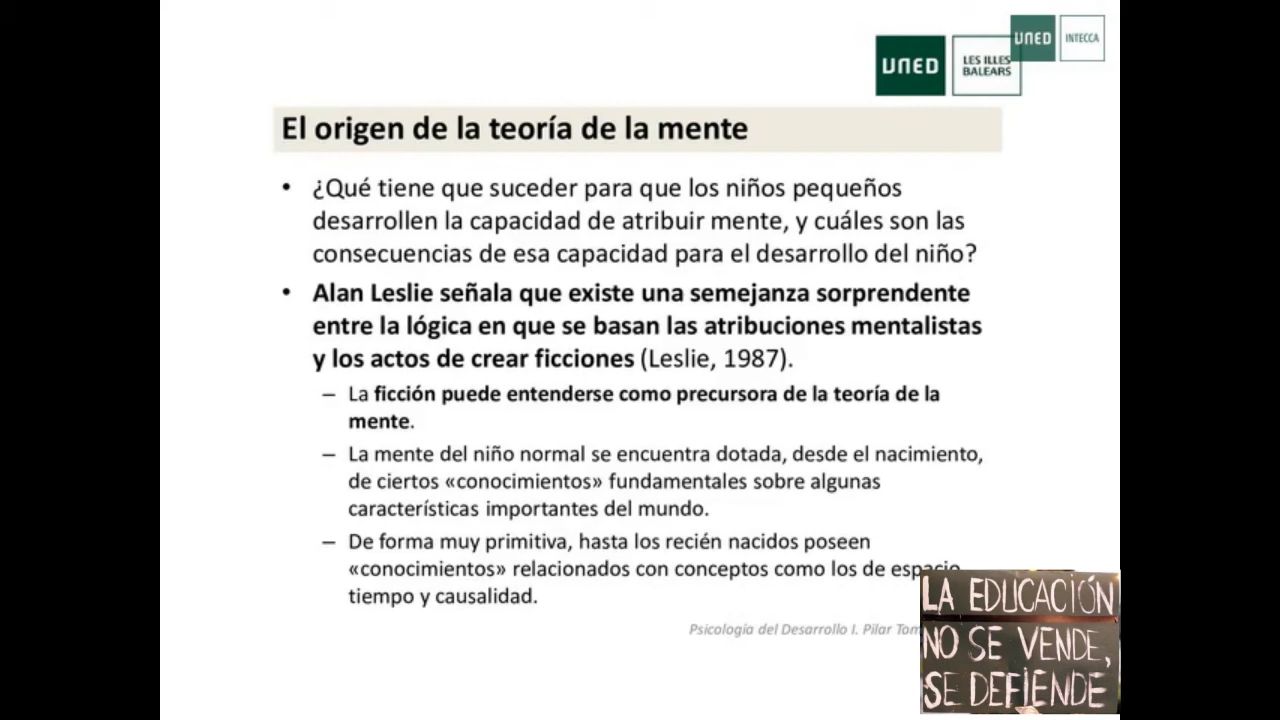 UNED
INTECCA
UNED
LES ILLES
BALEARS
El origen de la teoría de la mente
• ¿Qué tiene que suceder para que los niños pequeños
desarrollen la capacidad de atribuir mente, y cuáles son las
consecuencias de esa capacidad para el desarrollo del niño?
• Alan Leslie señala que existe una semejanza sorprendente
entre la lógica en que se basan las atribuciones mentalistas
y los actos de crear ficciones (Leslie, 1987).
– La ficción puede entenderse como precursora de la teoría de la
mente.
– La mente del niño normal se encuentra dotada, desde el nacimiento,
de ciertos «conocimientos» fundamentales sobre algunas
características importantes del mundo.
– De forma muy primitiva, hasta los recién nacidos poseen
«conocimientos» relacionados con conceptos como los de espacio
tiempo y causalidad.
Psicología del Desarrollo I. Pilar
LA EDUCACIÓN
NO SE VENDE,
SE DEFIENDE